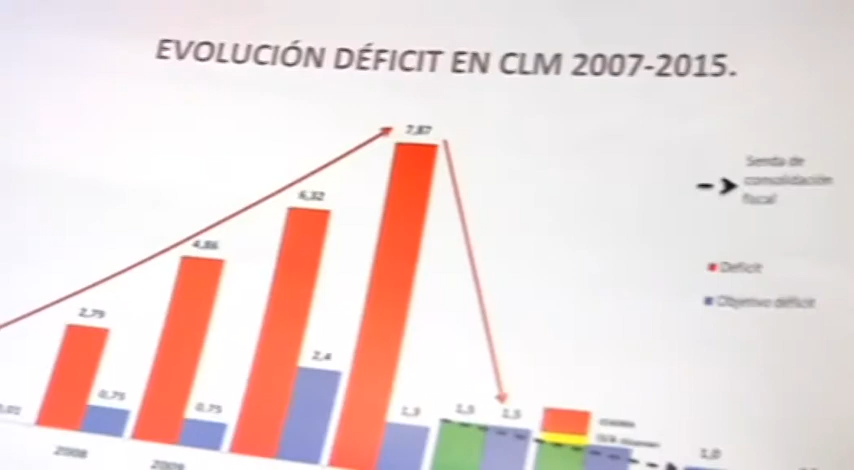 EVOLUCIÓN DÉFICIT EN CLM 2007-2015.
7,87
6,32
4,86
2,79
2,4
0,75
0,75
1,3
1,5
1,5
1,0
2008
2009
Senda de
consolidación
fiscal
Déficit
Objetivo déficit